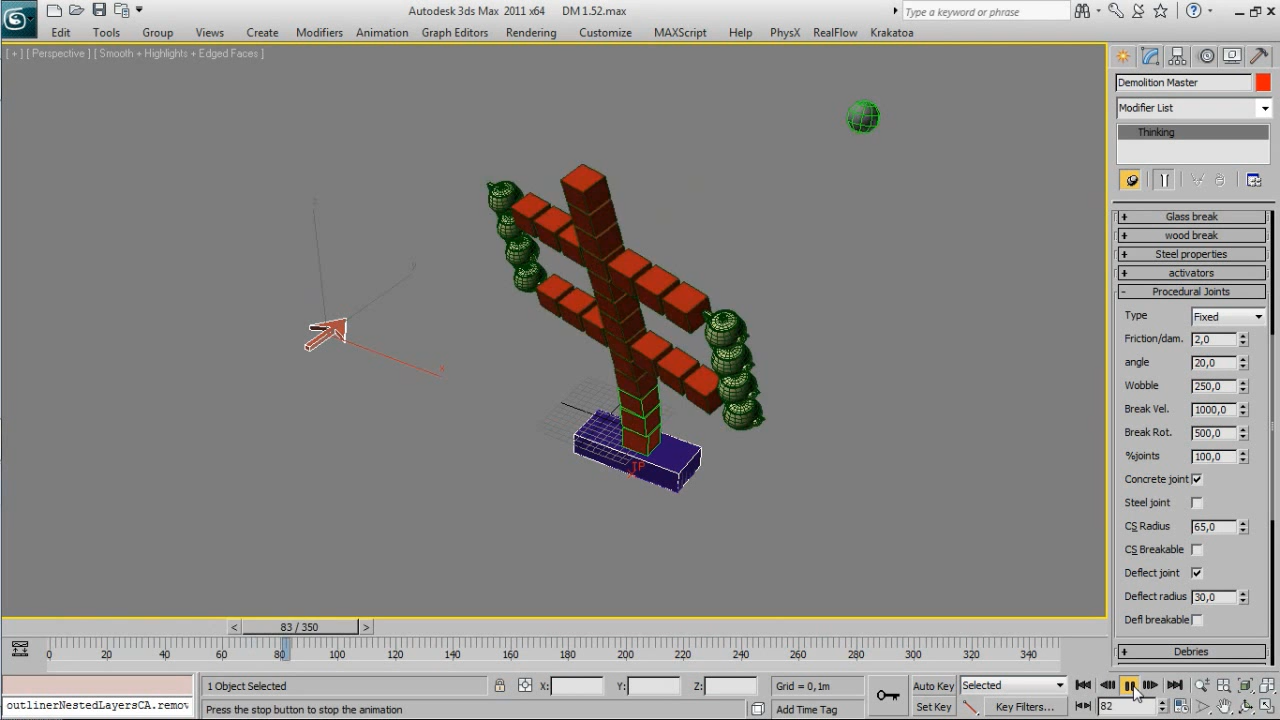 Autodesk 3ds Max 2011 x64 DM 1.52.max
Type a keyword or phrase
Edit Tools Group Views Create Modifiers Animation Graph Editors Rendering Customize MAXScript Help PhysX RealFlow Krakatoa
[ + ] [ Perspective ] [ Smooth + Highlights + Edged Faces ]
Demolition Master
Modifier List
Thinking
+ Glass break
+ wood break
+ Steel properties
+ activators
- Procedural Joints
Type Fixed
Friction/dam. 2,0
angle 20,0
Wobble 250,0
Break Vel. 1000,0
Break Rot. 500,0
%joints 100,0
Concrete joint
Steel joint
CS Radius 65,0
CS Breakable
Deflect joint
Deflect radius 30,0
Defl breakable
+ Debries
x
TP
< 83 / 350 >
0 20 40 60 80 100 120 140 160 180 200 220 240 260 280 300 320 340
1 Object Selected X: Y: Z: Grid = 0,1m Auto Key Selected
outlinerNestedLayersCA.remov Press the stop button to stop the animation Add Time Tag Set Key Key Filters... 82